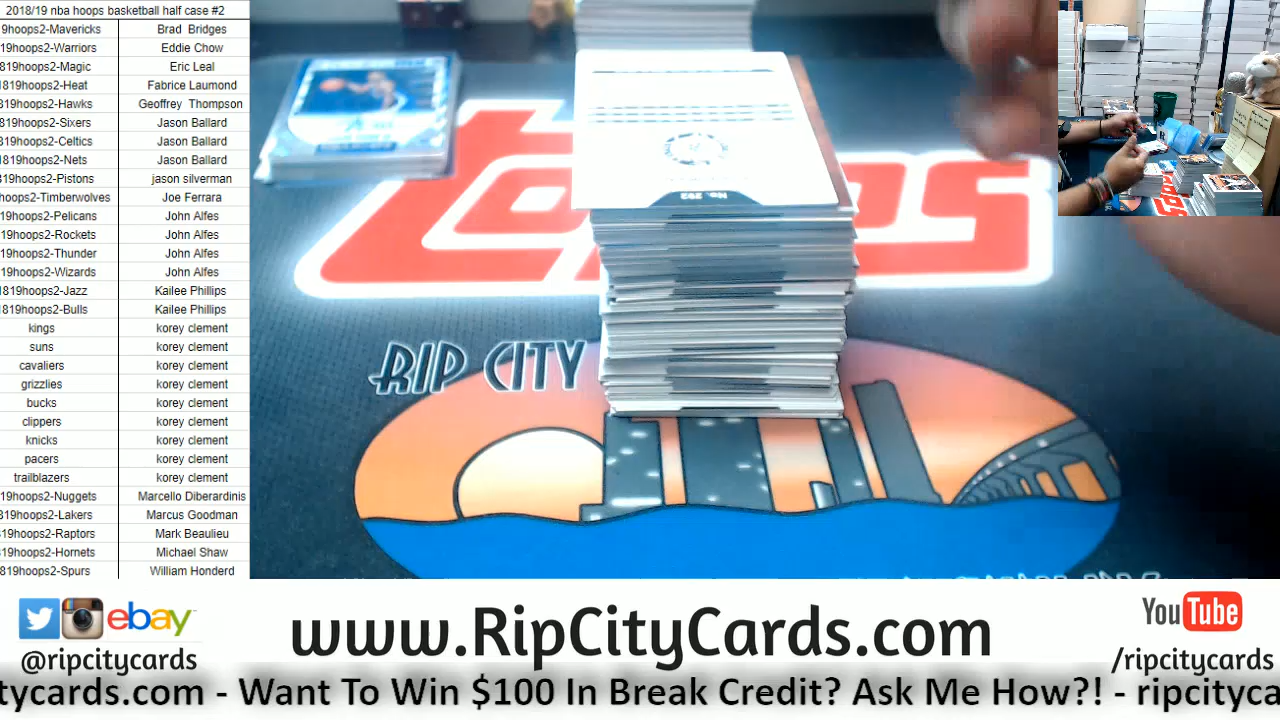 2018/19 nba hoops basketball half case #2
9hoops2-Mavericks Brad Bridges
19hoops2-Warriors Eddie Chow
819hoops2-Magic Eric Leal
1819hoops2-Heat Fabrice Laumond
819hoops2-Hawks Geoffrey Thompson
Jason Ballard
819hoops2-Celtics Jason Ballard
1819hoops2-Nets Jason Ballard
819hoops2-Pistons jason silverman
hoops2-Timberwolves Joe Ferrara
19hoops2-Pelicans John Alfes
19hoops2-Rockets John Alfes
19hoops2-Thunder John Alfes
19hoops2-Wizards John Alfes
1819hoops2-Jazz Kailee Phillips
1819hoops2-Bulls Kailee Phillips
kings korey clement
suns korey clement
cavaliers korey clement
grizzlies korey clement
bucks korey clement
clippers korey clement
knicks korey clement
pacers korey clement
trailblazers korey clement
19hoops2-Nuggets Marcello Diberardinis
819hoops2-Lakers Marcus Goodman
19hoops2-Raptors Mark Beaulieu
19hoops2-Hornets Michael Shaw
819hoops2-Spurs William Honderd
No. 292
RIP CITY
ebay
@ripcitycards
www.RipCityCards.com
YouTube
/ripcitycards
tycards.com - Want To Win $100 In Break Credit? Ask Me How?! - ripcityca